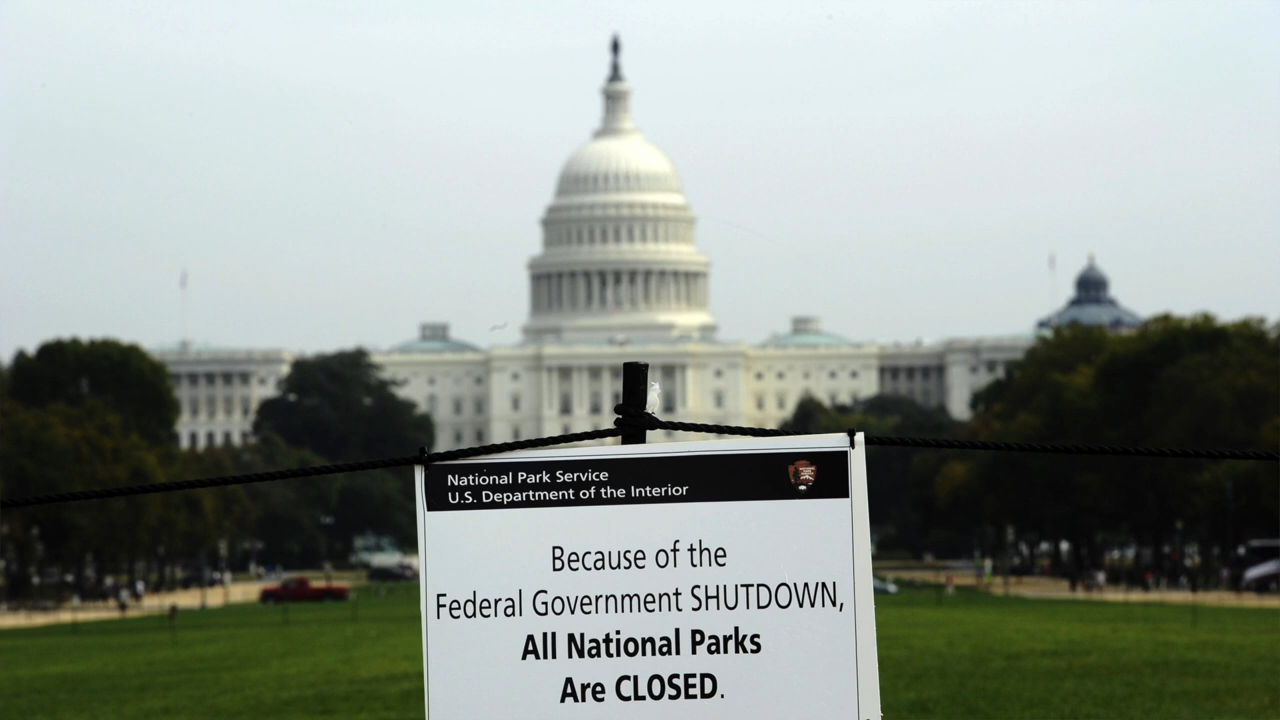 National Park Service
U.S. Department of the Interior
Because of the
Federal Government SHUTDOWN,
All National Parks
Are CLOSED.